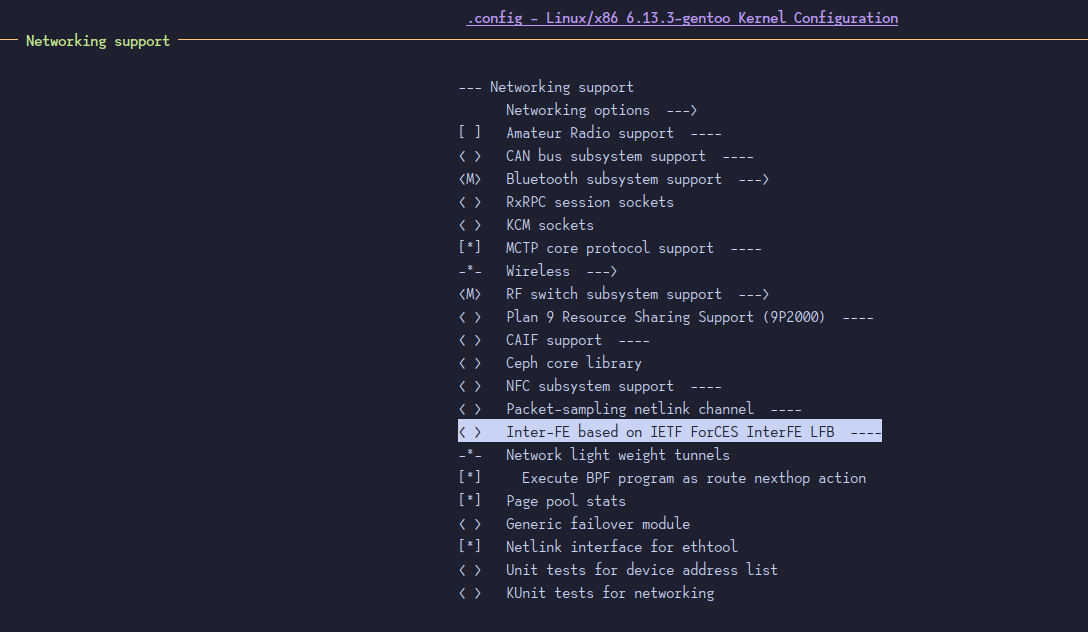 .config - Linux/x86 6.13.3-gentoo Kernel Configuration
Networking support
--- Networking support
Networking options  --->
[ ]   Amateur Radio support  ----
< >   CAN bus subsystem support  ----
<M>   Bluetooth subsystem support  --->
< >   RxRPC session sockets
< >   KCM sockets
[*]   MCTP core protocol support  ----
-*-   Wireless  --->
<M>   RF switch subsystem support  --->
< >   Plan 9 Resource Sharing Support (9P2000)  ----
< >   CAIF support  ----
< >   Ceph core library
< >   NFC subsystem support  ----
< >   Packet-sampling netlink channel  ----
< >   Inter-FE based on IETF ForCES InterFE LFB  ----
-*-   Network light weight tunnels
[*]     Execute BPF program as route nexthop action
[*]   Page pool stats
< >   Generic failover module
[*]   Netlink interface for ethtool
< >   Unit tests for device address list
< >   KUnit tests for networking